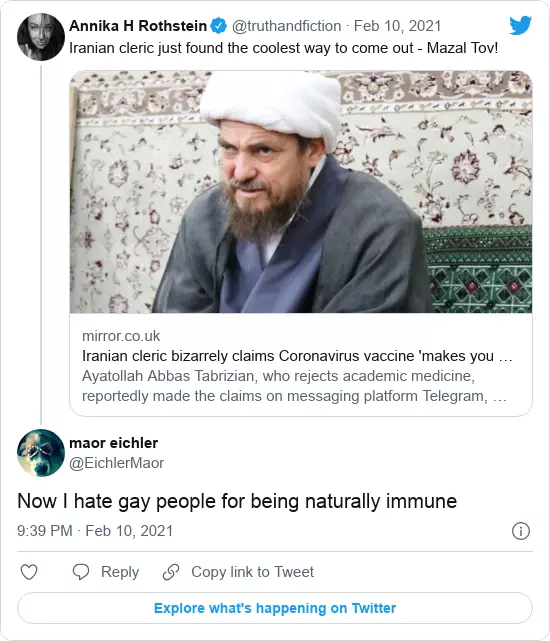 Annika H Rothstein @truthandfiction · Feb 10, 2021
Iranian cleric just found the coolest way to come out - Mazal Tov!
mirror.co.uk
Iranian cleric bizarrely claims Coronavirus vaccine 'makes you …
Ayatollah Abbas Tabrizian, who rejects academic medicine,
reportedly made the claims on messaging platform Telegram, …
maor eichler
@EichlerMaor
Now I hate gay people for being naturally immune
9:39 PM · Feb 10, 2021
Reply Copy link to Tweet
Explore what's happening on Twitter